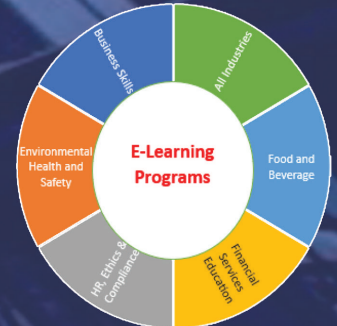 Business Skills
All Industries
Environmental
Health and
Safety
E-Learning
Programs
Food and
Beverage
HR, Ethics &
Compliance
Financial
Services
Education